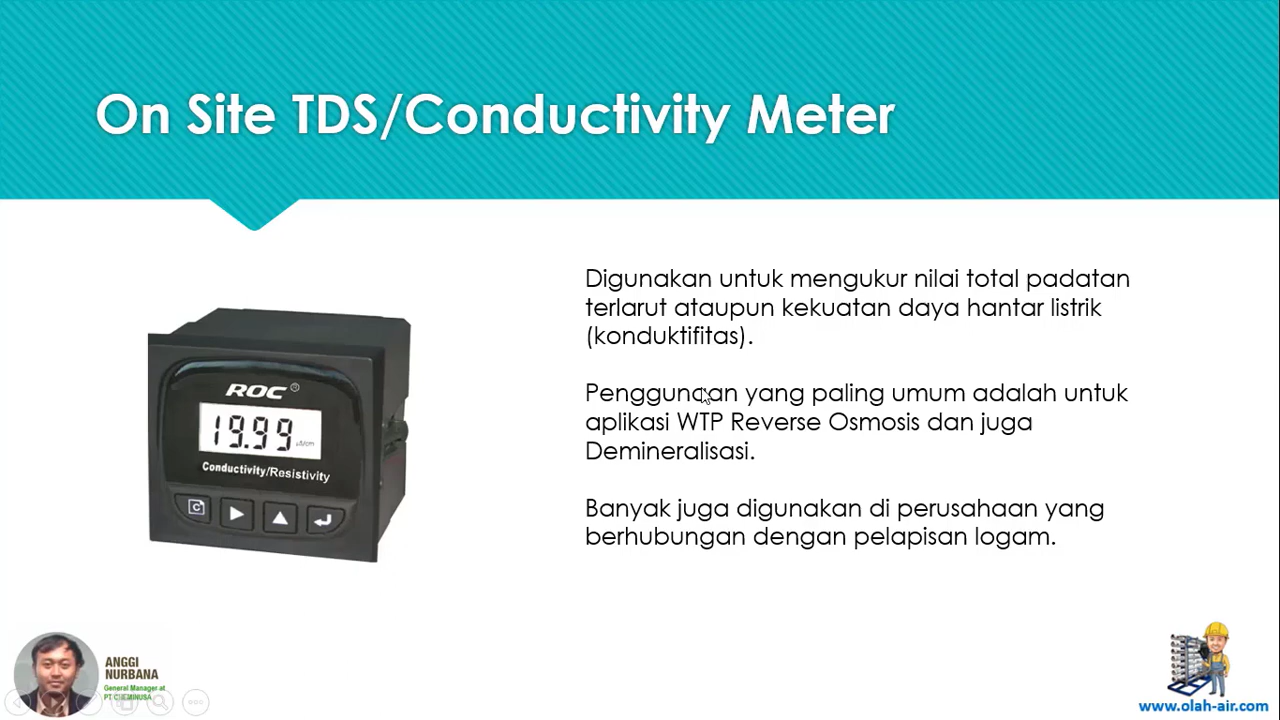 On Site TDS/Conductivity Meter
Digunakan untuk mengukur nilai total padatan
terlarut ataupun kekuatan daya hantar listrik
(konduktifitas).
Penggunaan yang paling umum adalah untuk
aplikasi WTP Reverse Osmosis dan juga
Demineralisasi.
Banyak juga digunakan di perusahaan yang
berhubungan dengan pelapisan logam.
ROC®
19.99 µS/cm
Conductivity/Resistivity
ANGGI
NURBANA
General Manager at
PT CHEMINUSA
www.olah-air.com